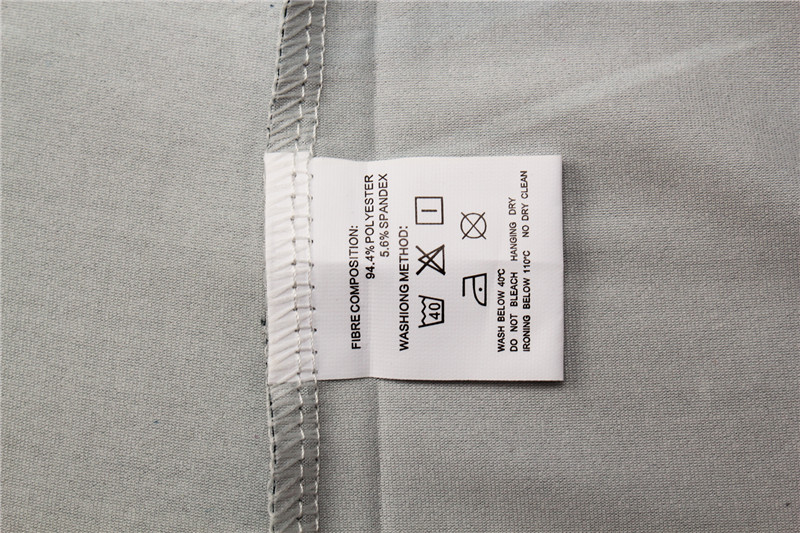 FIBRE COMPOSITION:
94.4% POLYESTER
5.6% SPANDEX
WASHIONG METHOD:
40
WASH BELOW 40℃
DO NOT BLEACH HANGING DRY
IRONING BELOW 110℃ NO DRY CLEAN